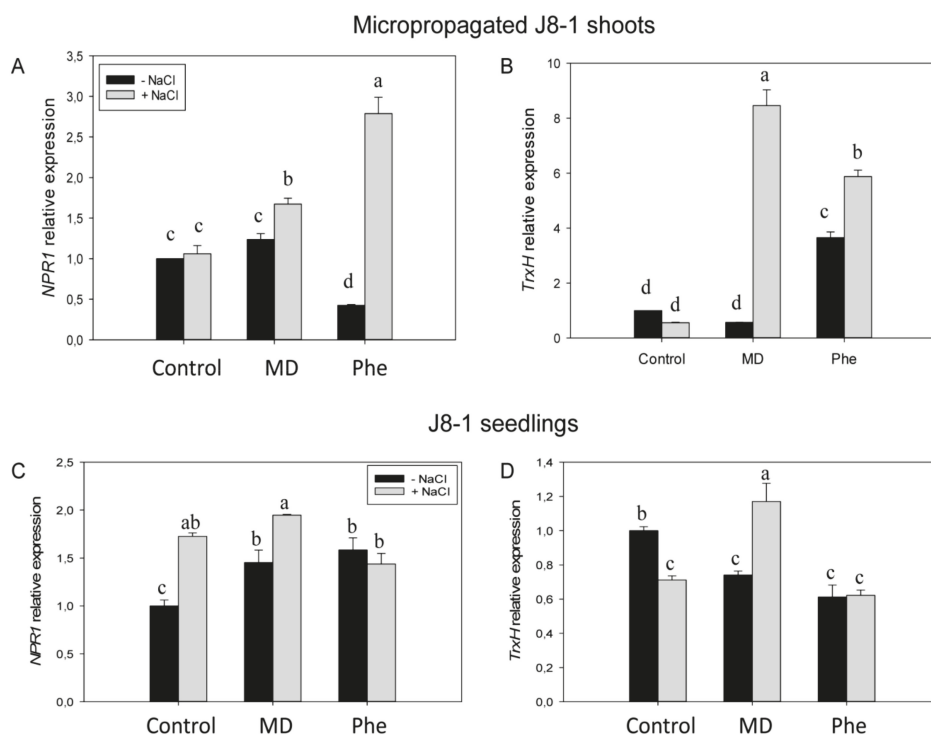 Micropropagated J8-1 shoots
A
NPR1 relative expression
3,5
3,0
2,5
2,0
1,5
1,0
0,5
0,0
- NaCl
+ NaCl
c
c
c
b
d
a
Control MD Phe
B
TrxH relative expression
10
8
6
4
2
0
d
d
d
a
c
b
Control MD Phe
J8-1 seedlings
C
NPR1 relative expression
2,5
2,0
1,5
1,0
0,5
0,0
- NaCl
+ NaCl
c
ab
b
a
b
b
Control MD Phe
D
TrxH relative expression
1,4
1,2
1,0
0,8
0,6
0,4
0,2
0,0
b
c
c
a
c
c
Control MD Phe